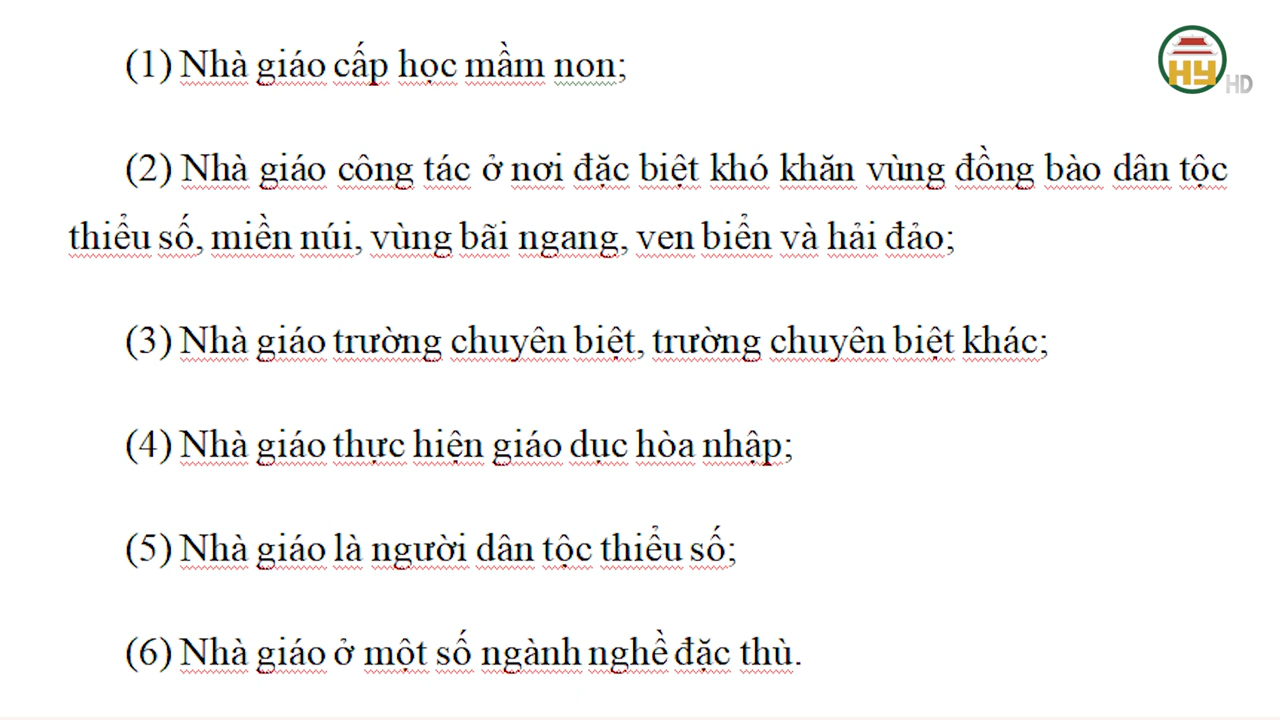 (1) Nhà giáo cấp học mầm non;
HY
HD
(2) Nhà giáo công tác ở nơi đặc biệt khó khăn vùng đồng bào dân tộc
thiểu số, miền núi, vùng bãi ngang, ven biển và hải đảo;
(3) Nhà giáo trường chuyên biệt, trường chuyên biệt khác;
(4) Nhà giáo thực hiện giáo dục hòa nhập;
(5) Nhà giáo là người dân tộc thiểu số;
(6) Nhà giáo ở một số ngành nghề đặc thù.